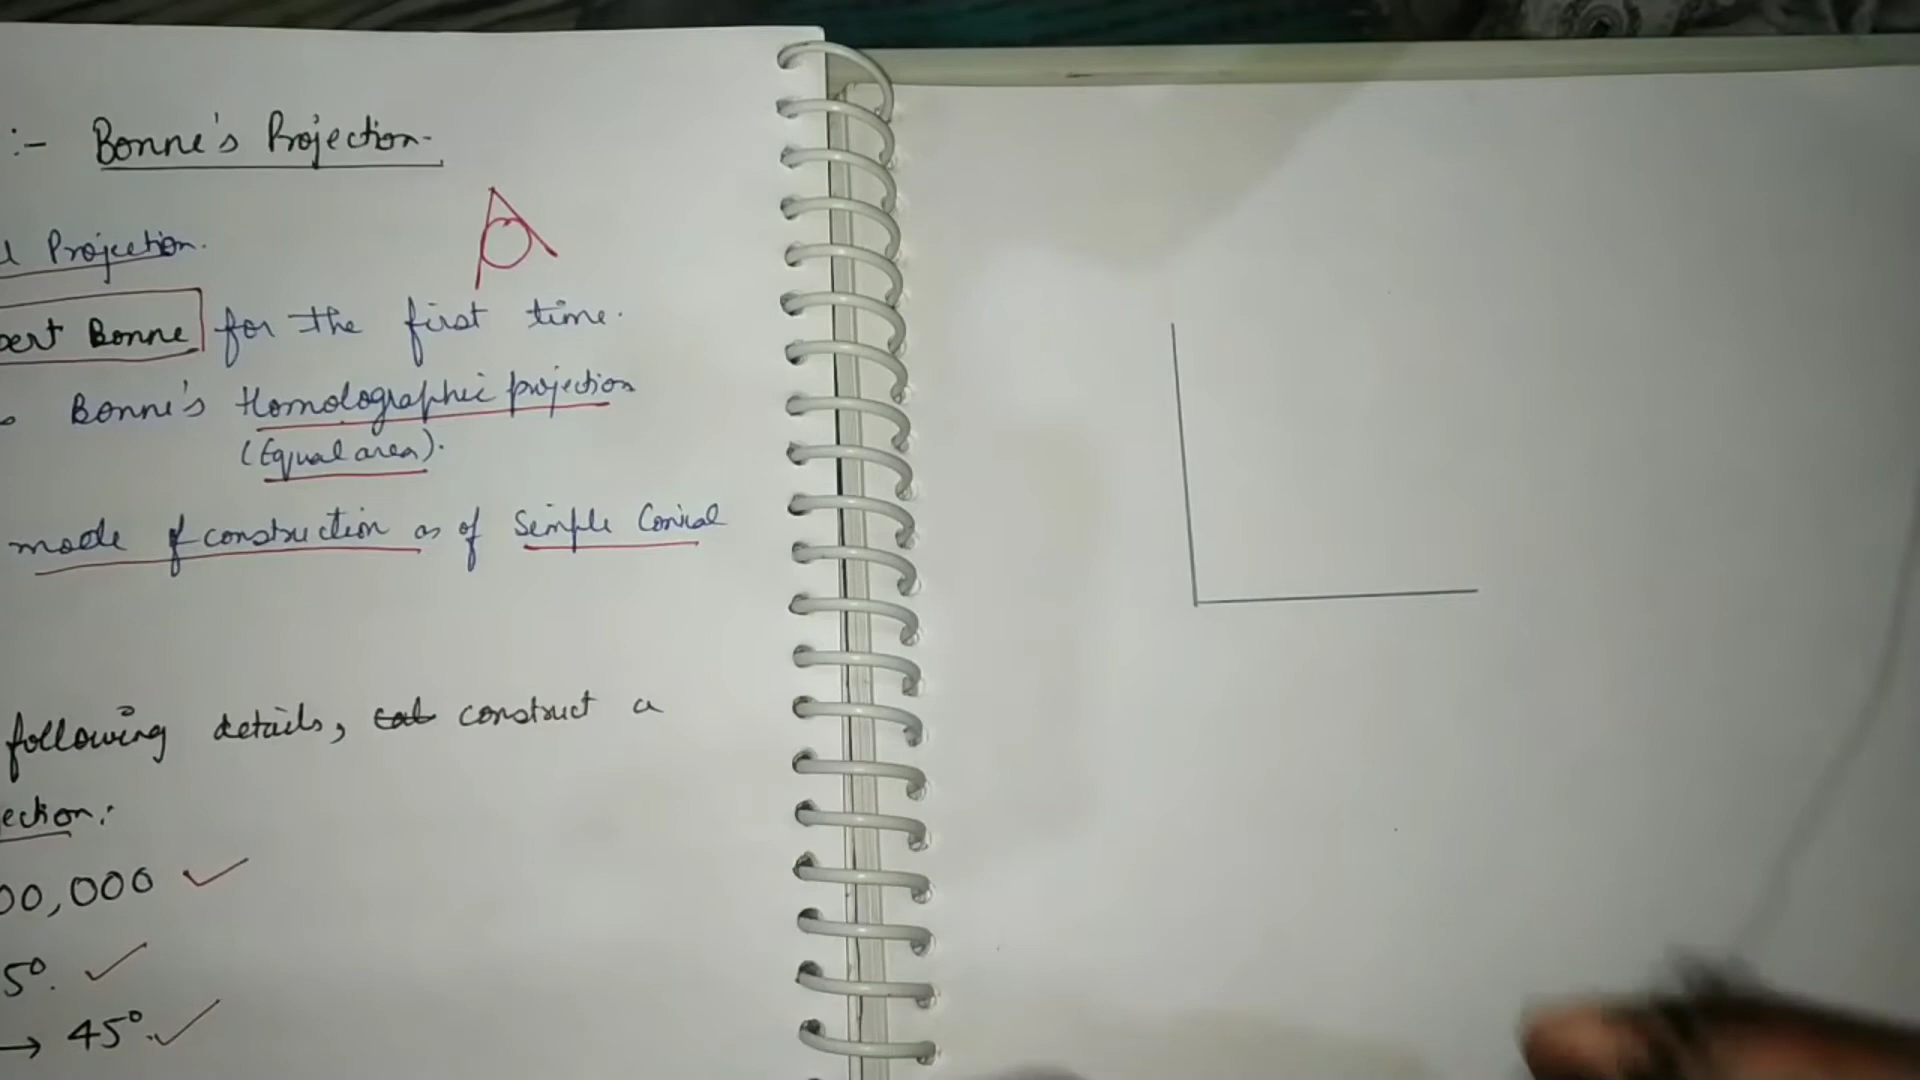 :- Bonne's Projection-
Projection.
Bonne for the first time.
Bonne's Homolographic projection
(Equal area).
mode of construction as of Simple Conical
following details, construct a
ection:
00,000 ✓
5°. ✓
→ 45°. ✓